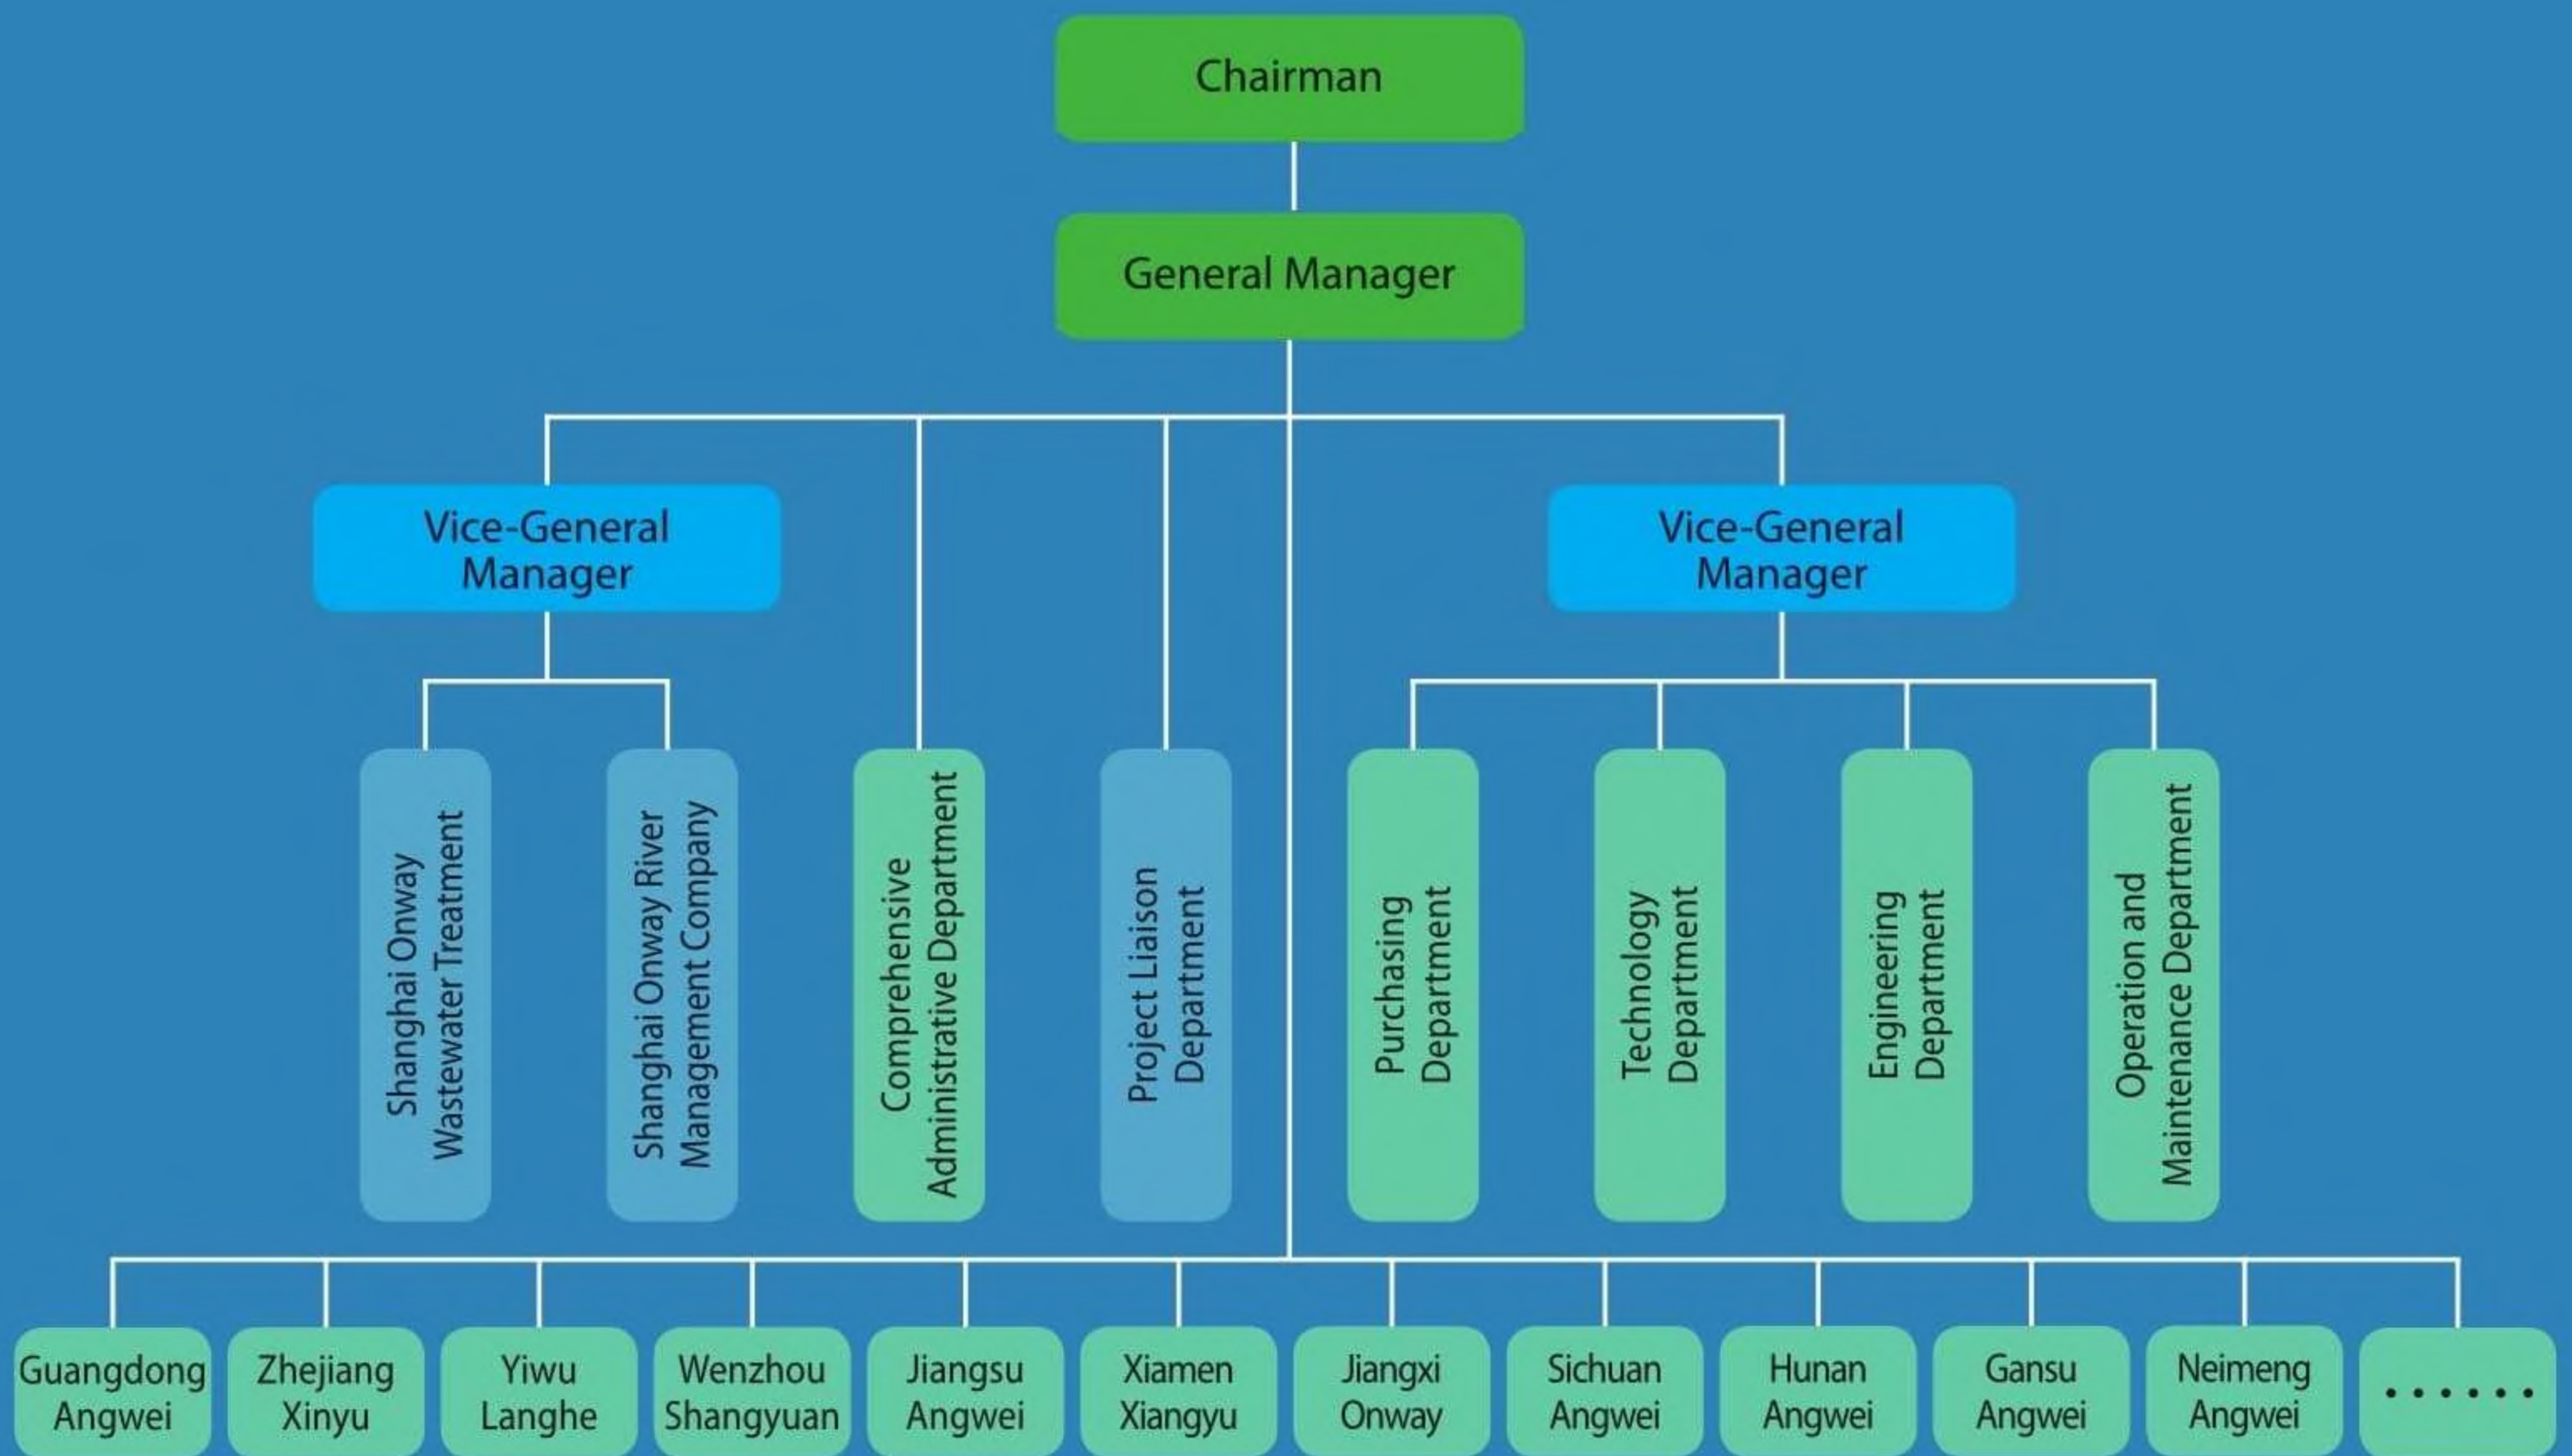 Chairman
General Manager
Vice-General
Manager
Vice-General
Manager
Shanghai Onway
Wastewater Treatment
Shanghai Onway River
Management Company
Comprehensive
Administrative Department
Project Liaison
Department
Purchasing
Department
Technology
Department
Engineering
Department
Operation and
Maintenance Department
Guangdong
Angwei
Zhejiang
Xinyu
Yiwu
Langhe
Wenzhou
Shangyuan
Jiangsu
Angwei
Xiamen
Xiangyu
Jiangxi
Onway
Sichuan
Angwei
Hunan
Angwei
Gansu
Angwei
Neimeng
Angwei
......